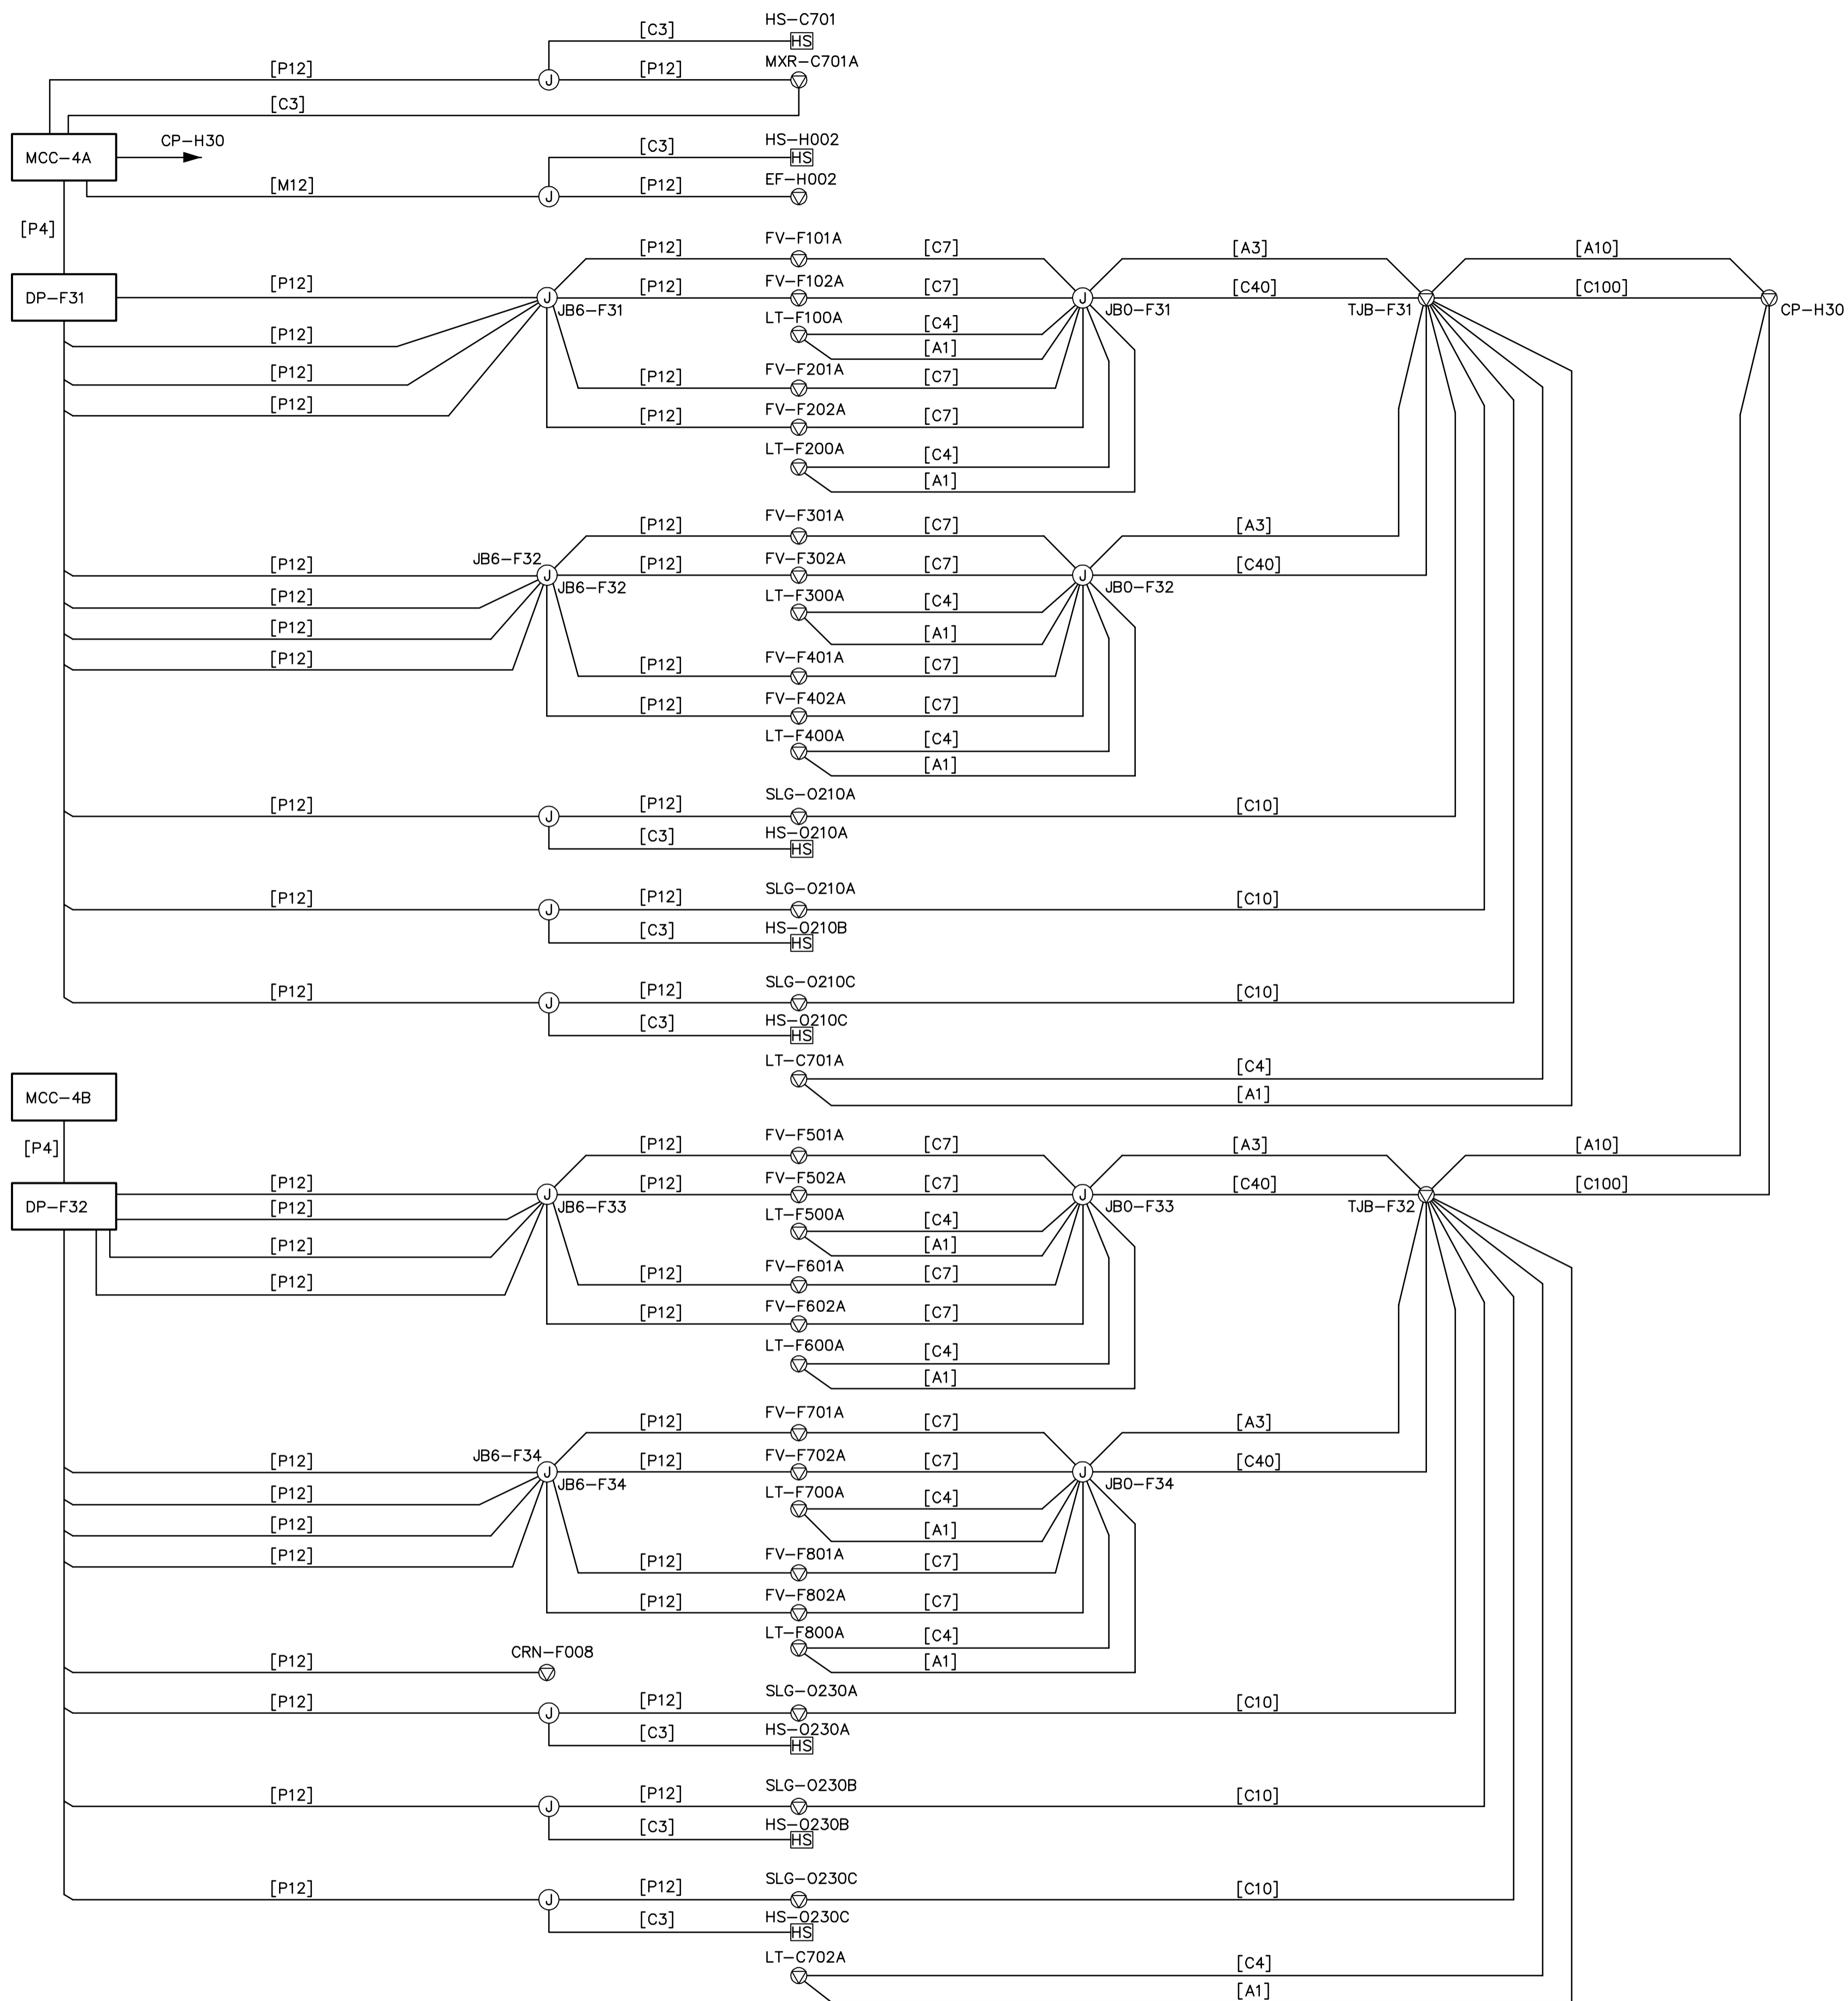 HS-C701
[C3]
HS
[P12]
J
[P12]
MXR-C701A
[C3]
MCC-4A
CP-H30
[C3]
HS-H002
HS
[M12]
J
[P12]
EF-H002
[P4]
DP-F31
[P12]
FV-F101A
[C7]
[A3]
[A10]
[P12]
J
JB6-F31
[P12]
FV-F102A
[C7]
J
JB0-F31
[C40]
TJB-F31
[C100]
CP-H30
LT-F100A
[C4]
[P12]
[A1]
[P12]
[P12]
FV-F201A
[C7]
[P12]
[P12]
FV-F202A
[C7]
LT-F200A
[C4]
[A1]
[P12]
FV-F301A
[C7]
[A3]
[P12]
JB6-F32
J
JB6-F32
[P12]
FV-F302A
[C7]
J
JB0-F32
[C40]
[P12]
LT-F300A
[C4]
[P12]
[A1]
[P12]
[P12]
FV-F401A
[C7]
[P12]
FV-F402A
[C7]
LT-F400A
[C4]
[A1]
[P12]
J
[P12]
SLG-O210A
[C10]
[C3]
HS-O210A
HS
[P12]
J
[P12]
SLG-O210A
[C10]
[C3]
HS-O210B
HS
[P12]
J
[P12]
SLG-O210C
[C10]
[C3]
HS-O210C
HS
LT-C701A
[C4]
[A1]
MCC-4B
[P4]
DP-F32
[P12]
FV-F501A
[C7]
[A3]
[A10]
[P12]
J
JB6-F33
[P12]
FV-F502A
[C7]
J
JB0-F33
[C40]
TJB-F32
[C100]
[P12]
LT-F500A
[C4]
[P12]
[A1]
[P12]
[P12]
FV-F601A
[C7]
[P12]
FV-F602A
[C7]
LT-F600A
[C4]
[A1]
[P12]
FV-F701A
[C7]
[A3]
[P12]
JB6-F34
J
JB6-F34
[P12]
FV-F702A
[C7]
J
JB0-F34
[C40]
[P12]
LT-F700A
[C4]
[P12]
[A1]
[P12]
[P12]
FV-F801A
[C7]
[P12]
FV-F802A
[C7]
LT-F800A
[C4]
[A1]
[P12]
CRN-F008
[P12]
J
[P12]
SLG-O230A
[C10]
[C3]
HS-O230A
HS
[P12]
J
[P12]
SLG-O230B
[C10]
[C3]
HS-O230B
HS
[P12]
J
[P12]
SLG-O230C
[C10]
[C3]
HS-O230C
HS
LT-C702A
[C4]
[A1]